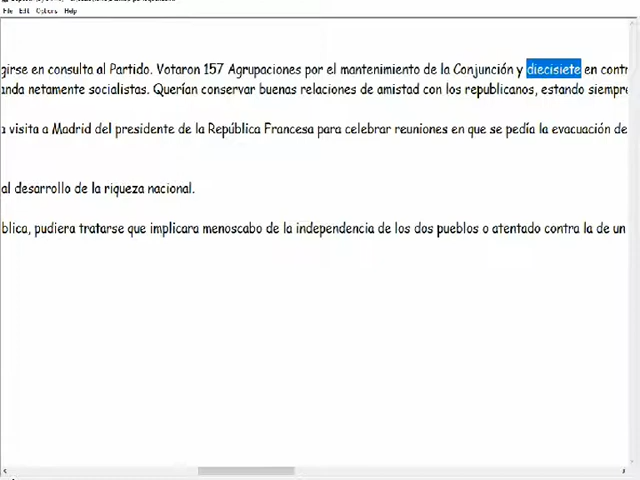 File Edit Options Help
girse en consulta al Partido. Votaron 157 Agrupaciones por el mantenimiento de la Conjunción y diecisiete en contr
anda netamente socialistas. Querían conservar buenas relaciones de amistad con los republicanos, estando siempre
a visita a Madrid del presidente de la República Francesa para celebrar reuniones en que se pedía la evacuación de
al desarrollo de la riqueza nacional.
blica, pudiera tratarse que implicara menoscabo de la independencia de los dos pueblos o atentado contra la de un